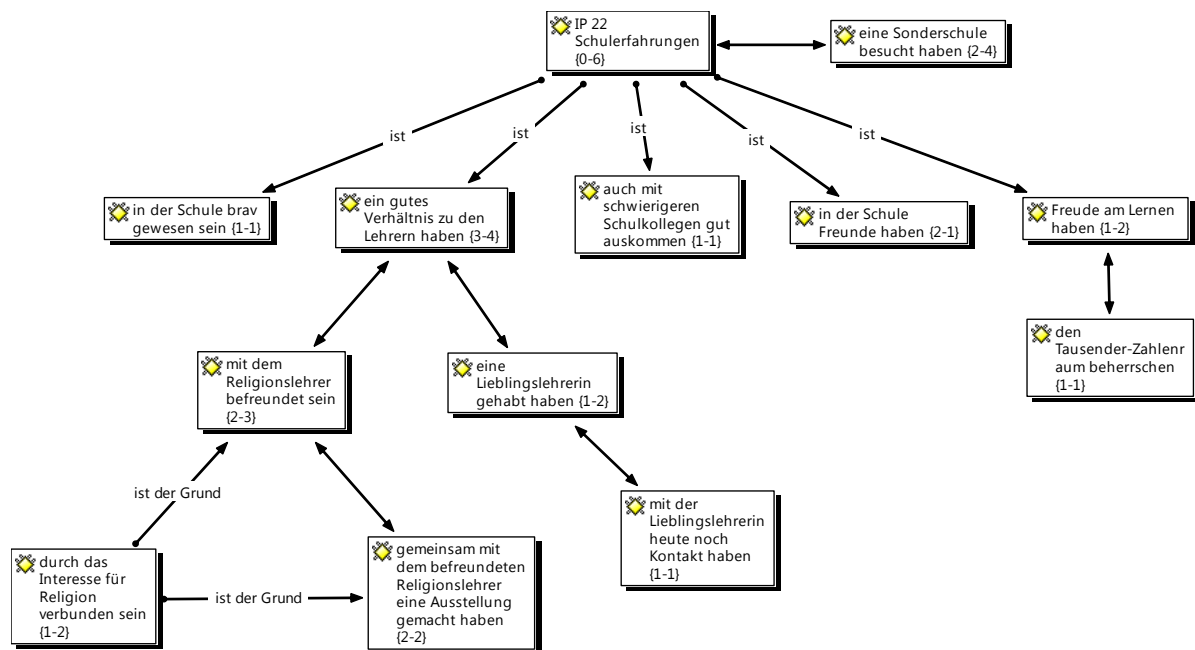 IP 22
Schulerfahrungen
{0-6}
eine Sonderschule
besucht haben {2-4}
ist
ist
ist
ist
ist
in der Schule brav
gewesen sein {1-1}
ein gutes
Verhältnis zu den
Lehrern haben {3-4}
auch mit
schwierigeren
Schulkollegen gut
auskommen {1-1}
in der Schule
Freunde haben {2-1}
Freude am Lernen
haben {1-2}
mit dem
Religionslehrer
befreundet sein
{2-3}
eine
Lieblingslehrerin
gehabt haben {1-2}
den
Tausender-Zahlenr
aum beherrschen
{1-1}
ist der Grund
mit der
Lieblingslehrerin
heute noch
Kontakt haben
{1-1}
durch das
Interesse für
Religion
verbunden sein
{1-2}
ist der Grund
gemeinsam mit
dem befreundeten
Religionslehrer
eine Ausstellung
gemacht haben
{2-2}